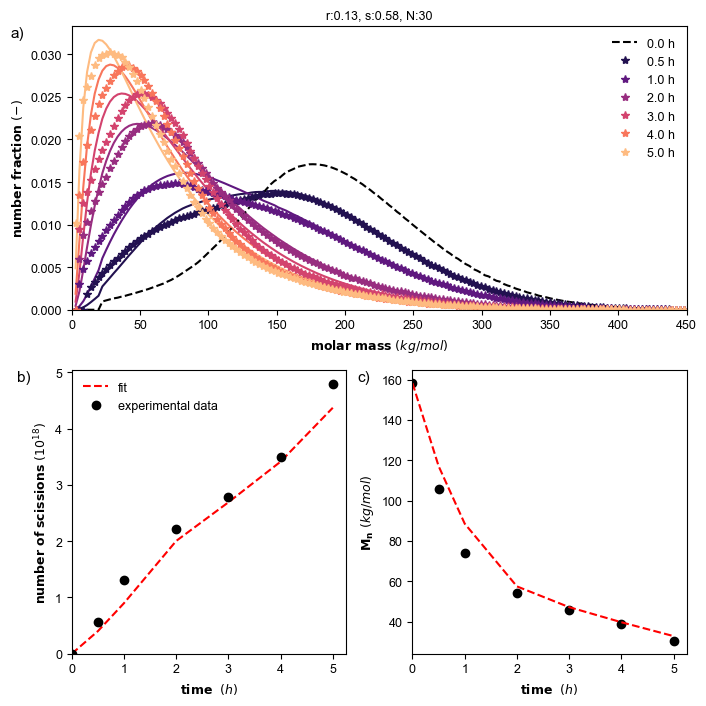 r:0.13, s:0.58, N:30
a)
number fraction (−)
0.030
0.025
0.020
0.015
0.010
0.005
0.000
0.0 h
0.5 h
1.0 h
2.0 h
3.0 h
4.0 h
5.0 h
0 50 100 150 200 250 300 350 400 450
molar mass (kg/mol)
b)
number of scissions (10^18)
5
4
3
2
1
0
fit
experimental data
0 1 2 3 4 5
time (h)
c)
Mn (kg/mol)
160
140
120
100
80
60
40
0 1 2 3 4 5
time (h)